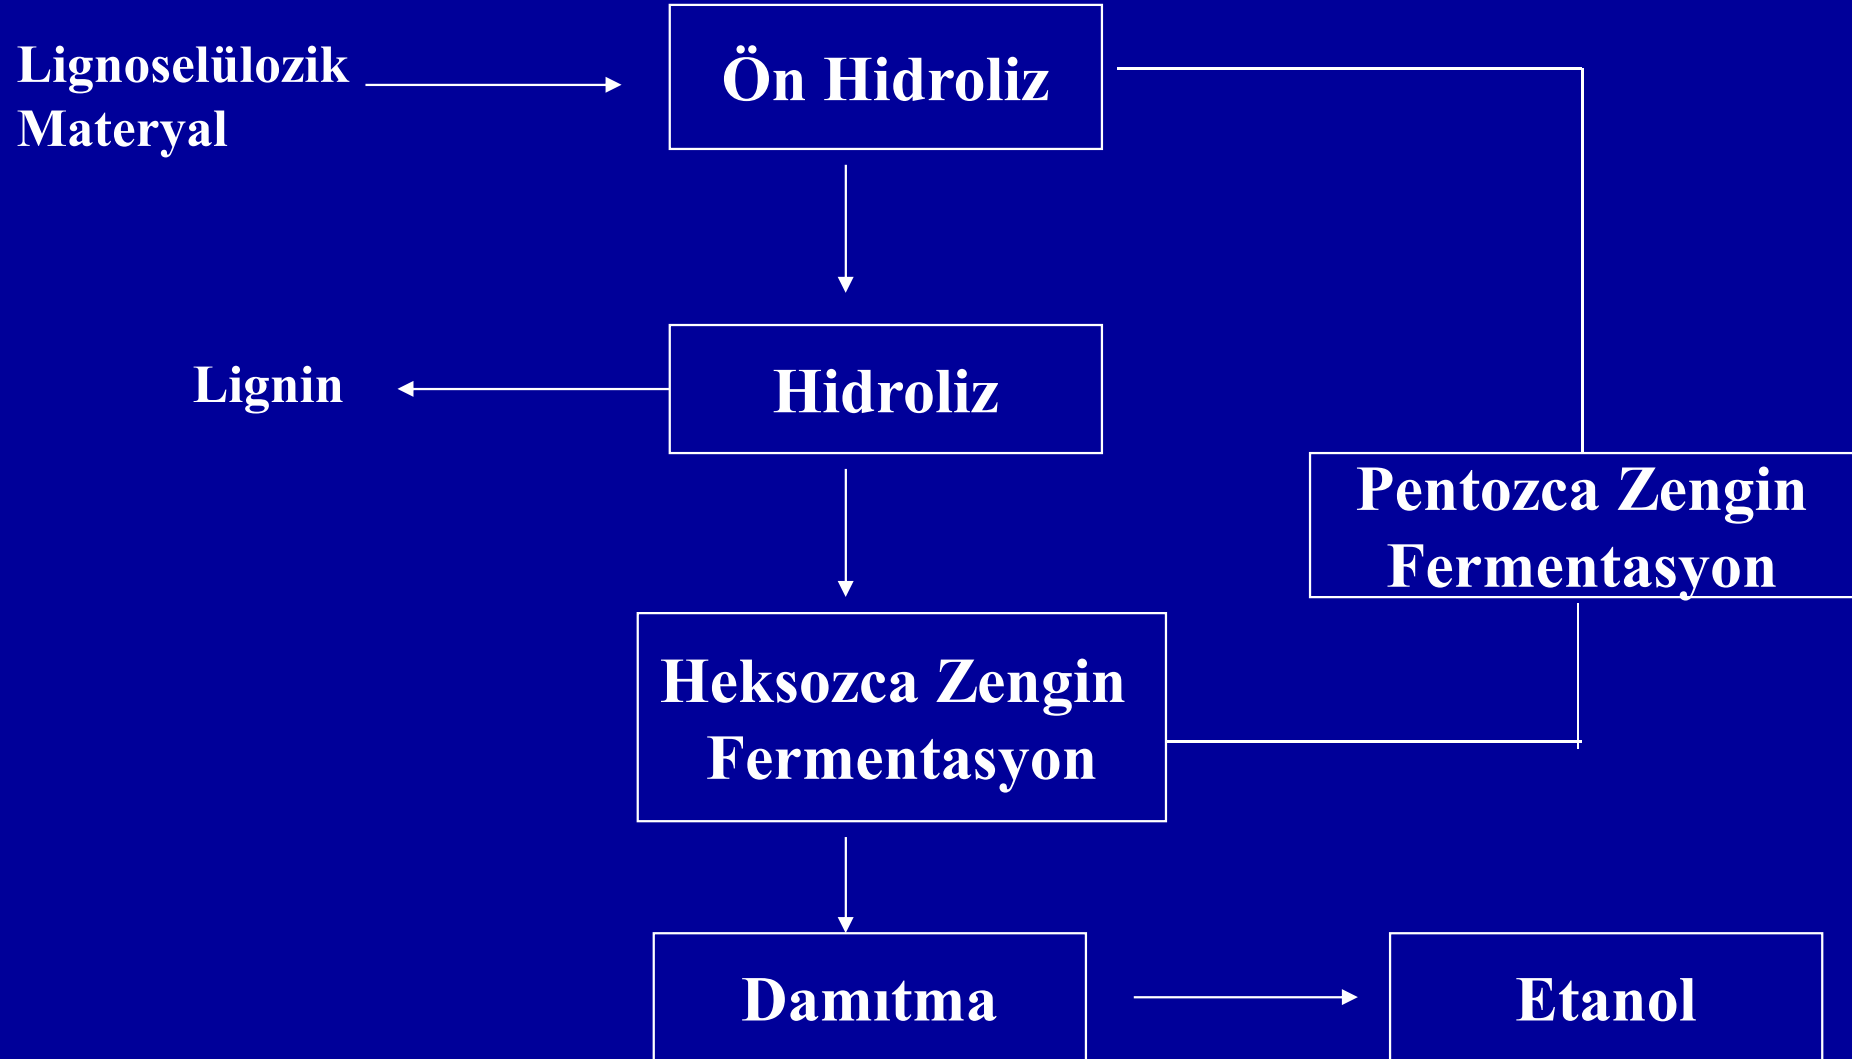 Lignoselülozik
Materyal
Ön Hidroliz
Lignin
Hidroliz
Pentozca Zengin
Fermentasyon
Heksozca Zengin
Fermentasyon
Damıtma
Etanol